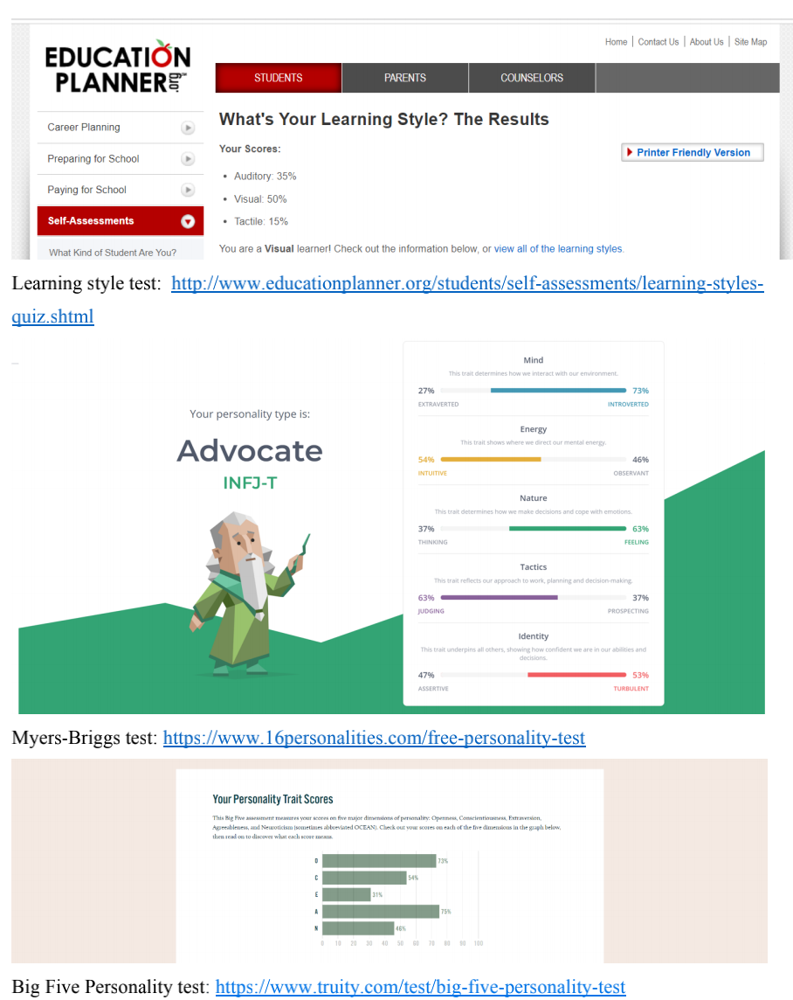 Home | Contact Us | About Us | Site Map
EDUCATION
PLANNER.org™
STUDENTS PARENTS COUNSELORS
Career Planning
Preparing for School
Paying for School
Self-Assessments
What Kind of Student Are You?
What's Your Learning Style? The Results
Your Scores:
Printer Friendly Version
• Auditory: 35%
• Visual: 50%
• Tactile: 15%
You are a Visual learner! Check out the information below, or view all of the learning styles.
Learning style test: http://www.educationplanner.org/students/self-assessments/learning-styles-
quiz.shtml
Your personality type is:
Advocate
INFJ-T
Mind
This trait determines how we interact with our environment.
27% 73%
EXTRAVERTED INTROVERTED
Energy
This trait shows where we direct our mental energy.
54% 46%
INTUITIVE OBSERVANT
Nature
This trait determines how we make decisions and cope with emotions.
37% 63%
THINKING FEELING
Tactics
This trait reflects our approach to work, planning and decision-making.
63% 37%
JUDGING PROSPECTING
Identity
This trait underpins all others, showing how confident we are in our abilities and
decisions.
47% 53%
ASSERTIVE TURBULENT
Myers-Briggs test: https://www.16personalities.com/free-personality-test
Your Personality Trait Scores
This Big Five assessment measures your scores on five major dimensions of personality: Openness, Conscientiousness, Extraversion,
Agreeableness, and Neuroticism (sometimes abbreviated OCEAN). Check out your scores on each of the five dimensions in the graph below,
then read on to discover what each score means.
O 73%
C 54%
E 31%
A 75%
N 46%
0 10 20 30 40 50 60 70 80 90 100
Big Five Personality test: https://www.truity.com/test/big-five-personality-test